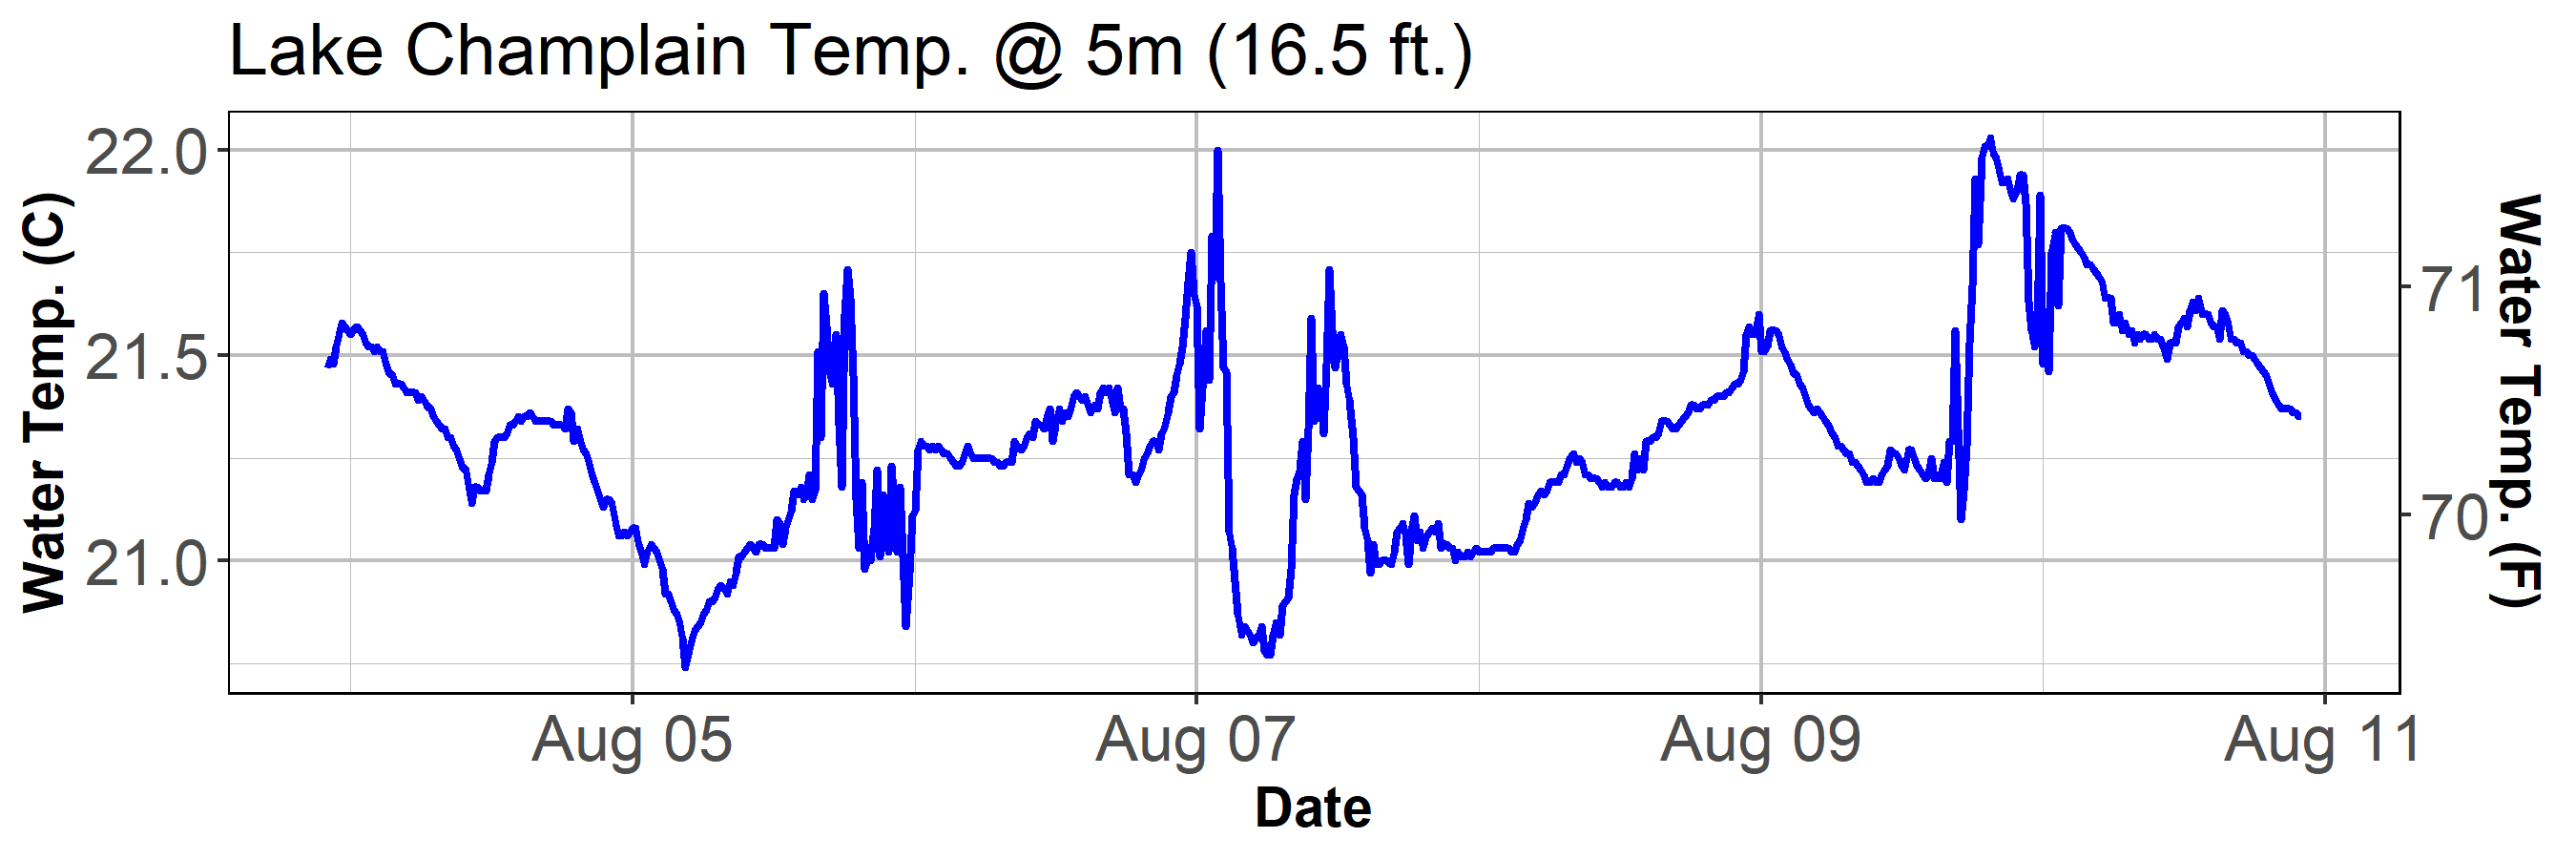 Lake Champlain Temp. @ 5m (16.5 ft.)
Water Temp. (C)
22.0
21.5
21.0
71
70
Water Temp. (F)
Aug 05
Aug 07
Aug 09
Aug 11
Date